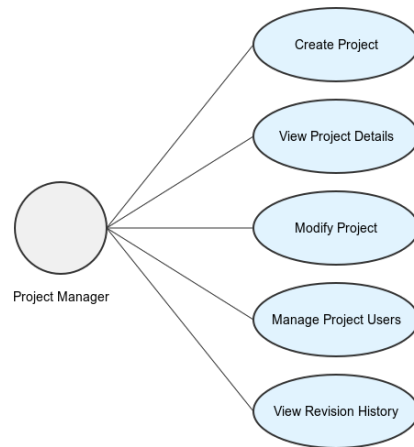 Create Project
View Project Details
Modify Project
Project Manager
Manage Project Users
View Revision History